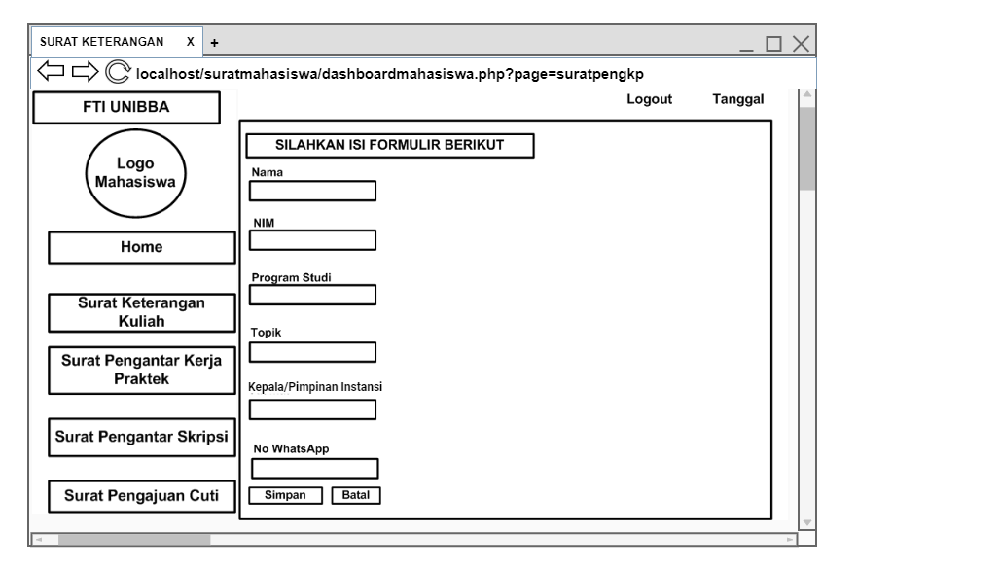 SURAT KETERANGAN X +
localhost/suratmahasiswa/dashboardmahasiswa.php?page=suratpengkp
Logout Tanggal
FTI UNIBBA
Logo
Mahasiswa
Home
Surat Keterangan
Kuliah
Surat Pengantar Kerja
Praktek
Surat Pengantar Skripsi
Surat Pengajuan Cuti
SILAHKAN ISI FORMULIR BERIKUT
Nama
NIM
Program Studi
Topik
Kepala/Pimpinan Instansi
No WhatsApp
Simpan Batal